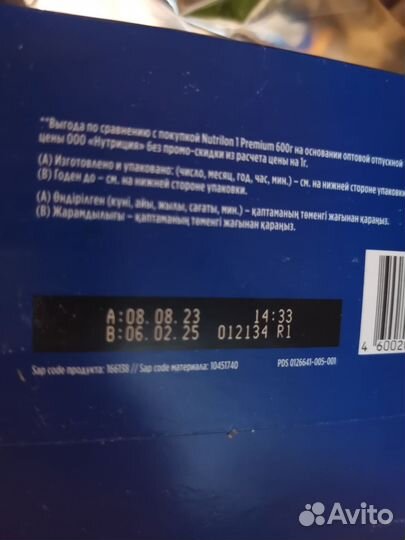 **Выгода по сравнению с покупкой Nutrilon 1 Premium 600г на основании оптовой отпускной
цены ООО «Нутриция» без промо-скидки из расчета цены на 1г.
(A) Изготовлено и упаковано: (число, месяц, год, час, мин.) – см. на нижней стороне упаковки.
(B) Годен до – см. на нижней стороне упаковки.
(A) Өндірілген (күні, айы, жылы, сағаты, мин.) – қаптаманың төменгі жағынан қараңыз.
(B) Жарамдылығы – қаптаманың төменгі жағынан қараңыз.
A:08.08.23 14:33
B:06.02.25 012134 R1
Sap code продукта: 166138 // Sap code материала: 10451740 PDS 0126641-005-001
Avito